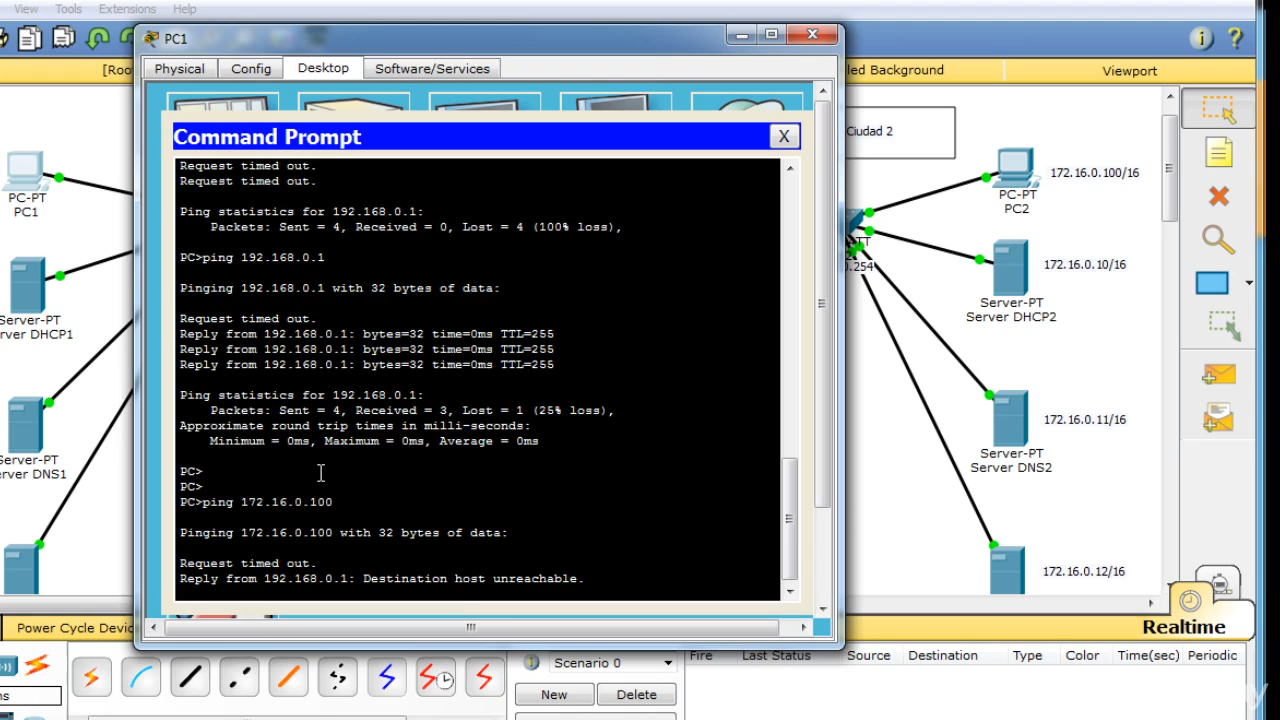 View Tools Extensions Help
PC1
[Roo
led Background
Viewport
Physical Config Desktop Software/Services
Command Prompt X
Request timed out.
Request timed out.
Ping statistics for 192.168.0.1:
Packets: Sent = 4, Received = 0, Lost = 4 (100% loss),
PC>ping 192.168.0.1
Pinging 192.168.0.1 with 32 bytes of data:
Request timed out.
Reply from 192.168.0.1: bytes=32 time=0ms TTL=255
Reply from 192.168.0.1: bytes=32 time=0ms TTL=255
Reply from 192.168.0.1: bytes=32 time=0ms TTL=255
Ping statistics for 192.168.0.1:
Packets: Sent = 4, Received = 3, Lost = 1 (25% loss),
Approximate round trip times in milli-seconds:
Minimum = 0ms, Maximum = 0ms, Average = 0ms
PC>
PC>
PC>ping 172.16.0.100
Pinging 172.16.0.100 with 32 bytes of data:
Request timed out.
Reply from 192.168.0.1: Destination host unreachable.
PC-PT
PC1
Server-PT
erver DHCP1
Server-PT
erver DNS1
Ciudad 2
PC-PT
PC2
172.16.0.100/16
TT
0.254
172.16.0.10/16
Server-PT
Server DHCP2
172.16.0.11/16
Server-PT
Server DNS2
172.16.0.12/16
Power Cycle Devic
Realtime
ns
Scenario 0
New Delete
Fire Last Status Source Destination Type Color Time(sec) Periodic